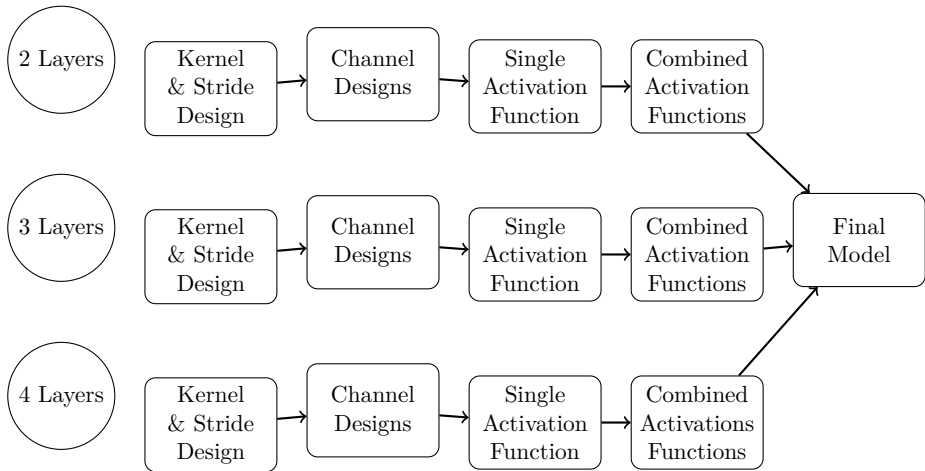 2 Layers
Kernel
& Stride
Design
Channel
Designs
Single
Activation
Function
Combined
Activation
Functions
3 Layers
Kernel
& Stride
Design
Channel
Designs
Single
Activation
Function
Combined
Activation
Functions
Final
Model
4 Layers
Kernel
& Stride
Design
Channel
Designs
Single
Activation
Function
Combined
Activations
Functions